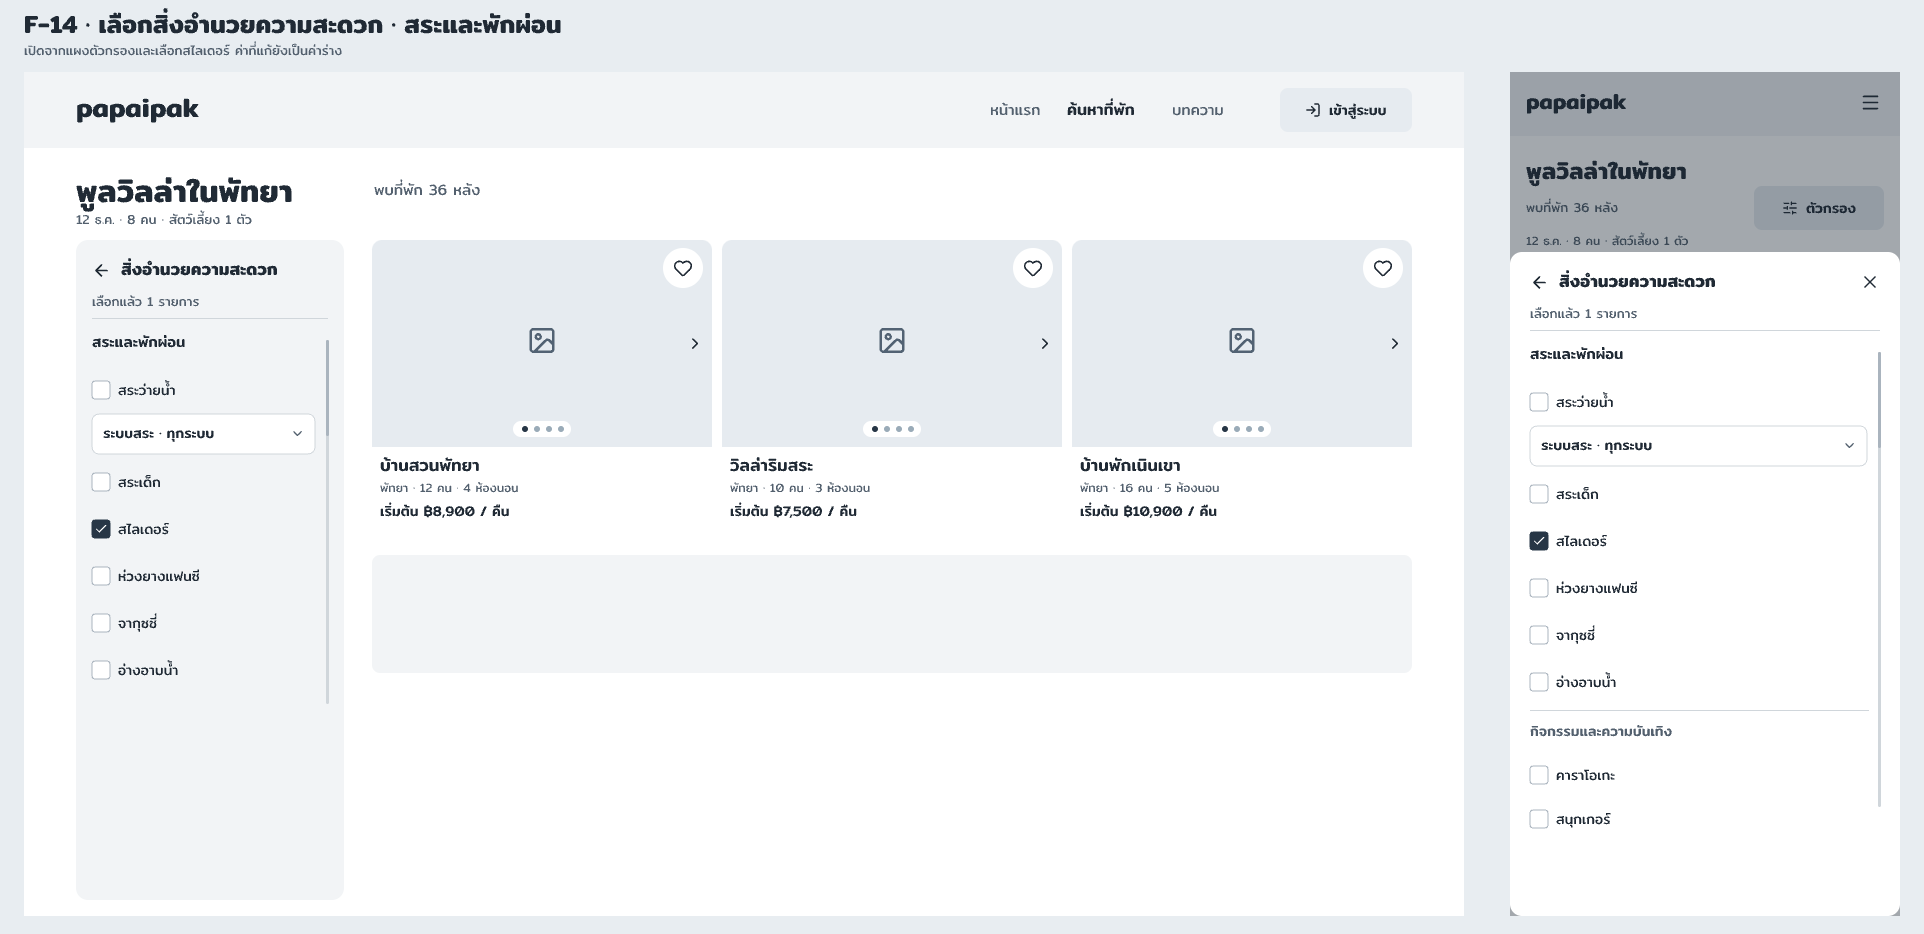 F-14 · เลือกสิ่งอำนวยความสะดวก · สระและพักผ่อน
เปิดจากแผงตัวกรองและเลือกสไลเดอร์ ค่าที่แก้ยังเป็นค่าร่าง
papaipak
หน้าแรก
ค้นหาที่พัก
บทความ
เข้าสู่ระบบ
พูลวิลล่าในพัทยา
12 ธ.ค. · 8 คน · สัตว์เลี้ยง 1 ตัว
พบที่พัก 36 หลัง
สิ่งอำนวยความสะดวก
เลือกแล้ว 1 รายการ
สระและพักผ่อน
สระว่ายน้ำ
ระบบสระ · ทุกระบบ
สระเด็ก
สไลเดอร์
ห่วงยางแฟนซี
จากุซซี่
อ่างอาบน้ำ
บ้านสวนพัทยา
พัทยา · 12 คน · 4 ห้องนอน
เริ่มต้น ฿8,900 / คืน
วิลล่าริมสระ
พัทยา · 10 คน · 3 ห้องนอน
เริ่มต้น ฿7,500 / คืน
บ้านพักเนินเขา
พัทยา · 16 คน · 5 ห้องนอน
เริ่มต้น ฿10,900 / คืน
papaipak
พูลวิลล่าในพัทยา
พบที่พัก 36 หลัง
ตัวกรอง
12 ธ.ค. · 8 คน · สัตว์เลี้ยง 1 ตัว
สิ่งอำนวยความสะดวก
เลือกแล้ว 1 รายการ
สระและพักผ่อน
สระว่ายน้ำ
ระบบสระ · ทุกระบบ
สระเด็ก
สไลเดอร์
ห่วงยางแฟนซี
จากุซซี่
อ่างอาบน้ำ
กิจกรรมและความบันเทิง
คาราโอเกะ
สนุกเกอร์